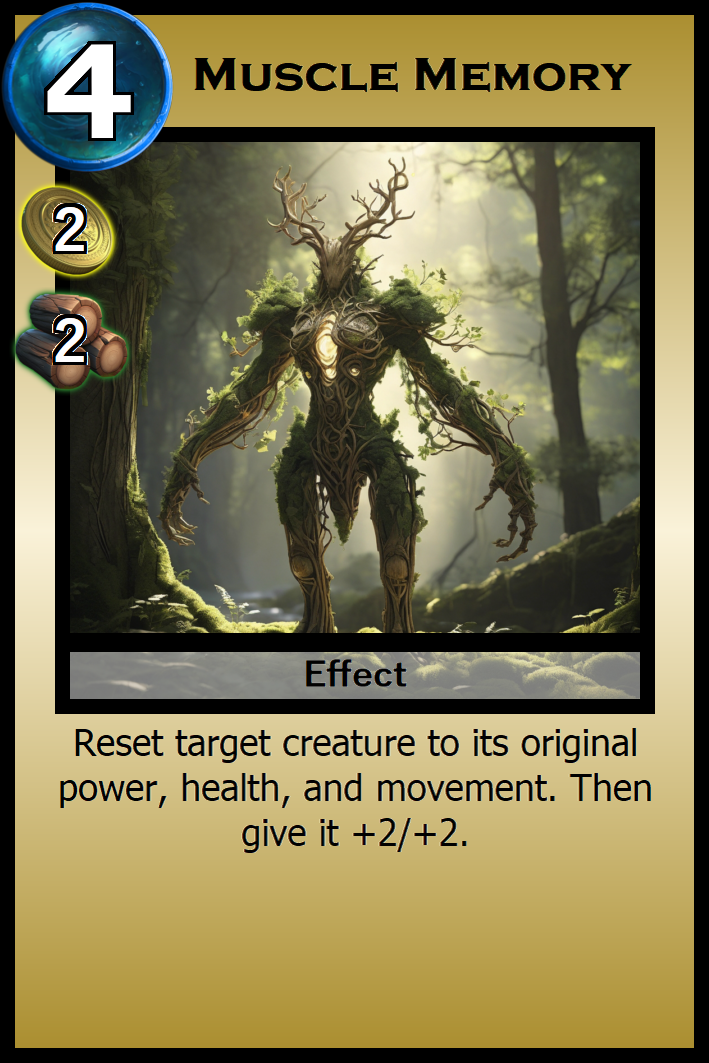 4
Muscle Memory
2
2
Effect
Reset target creature to its original
power, health, and movement. Then
give it +2/+2.